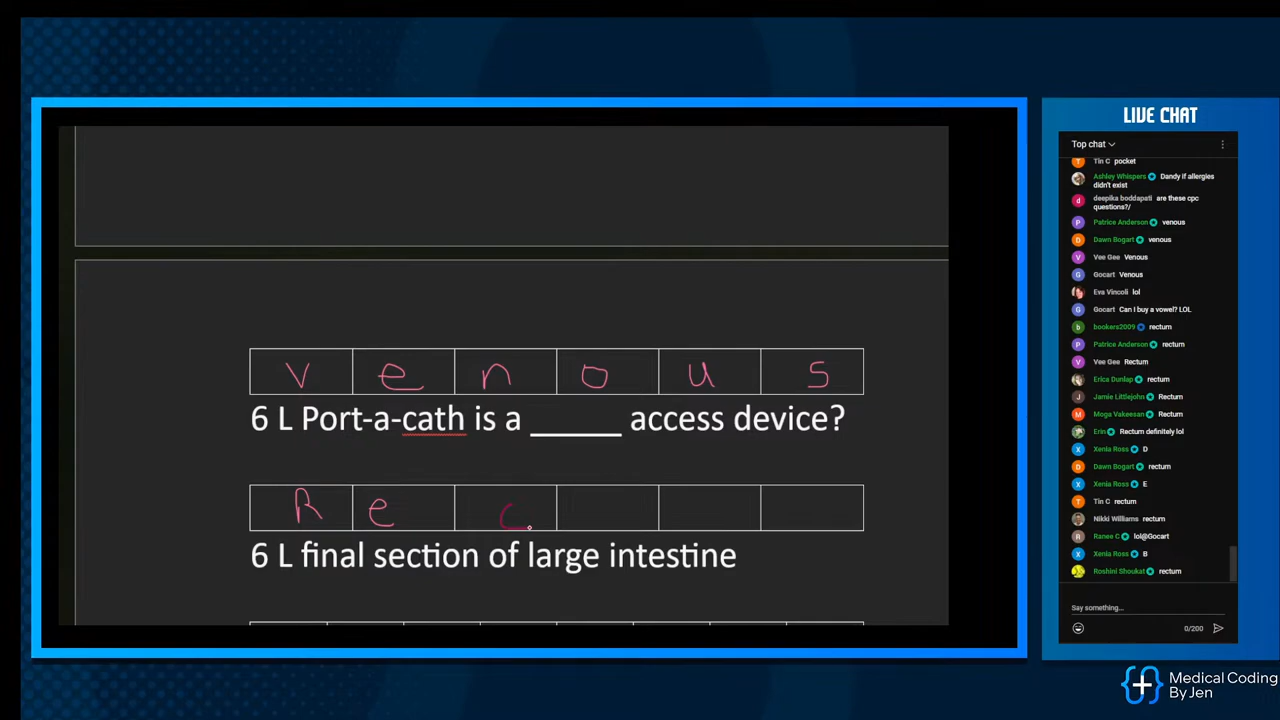 v e n o u s
6 L Port-a-cath is a _____ access device?
R e c
6 L final section of large intestine
LIVE CHAT
Top chat
Tin C pocket
Ashley Whispers Dandy if allergies
didn't exist
deepika boddapati are these cpc
questions?/
Patrice Anderson venous
Dawn Bogart venous
Vee Gee Venous
Gocart Venous
Eva Vincoli lol
Gocart Can I buy a vowel? LOL
bookers2009 rectum
Patrice Anderson rectum
Vee Gee Rectum
Erica Dunlap rectum
Jamie Littlejohn Rectum
Moga Vakeesan Rectum
Erin Rectum definitely lol
Xenia Ross D
Dawn Bogart rectum
Xenia Ross E
Tin C rectum
Nikki Williams rectum
Ranee C lol@Gocart
Xenia Ross B
Roshini Shoukat rectum
Say something...
0/200
Medical Coding
By Jen